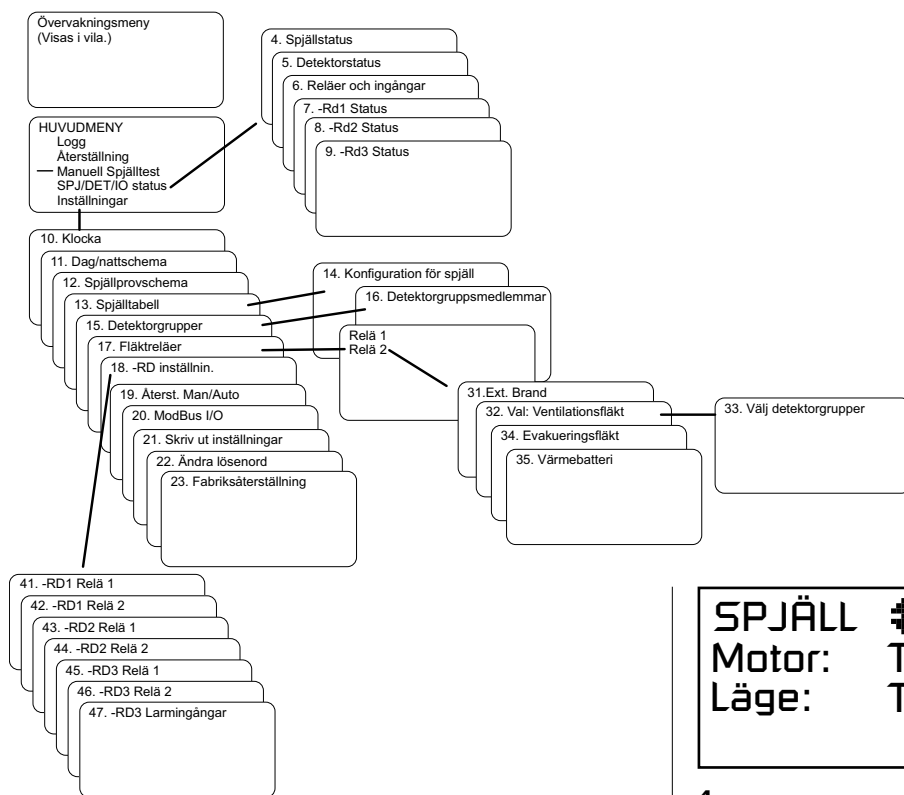 Övervakningsmeny
(Visas i vila.)
HUVUDMENY
Logg
Återställning
Manuell Spjälltest
SPJ/DET/IO status
Inställningar
4. Spjällstatus
5. Detektorstatus
6. Reläer och ingångar
7. -Rd1 Status
8. -Rd2 Status
9. -Rd3 Status
10. Klocka
11. Dag/nattschema
12. Spjällprovschema
13. Spjälltabell
15. Detektorgrupper
17. Fläktreläer
18. -RD inställnin.
19. Återst. Man/Auto
20. ModBus I/O
21. Skriv ut inställningar
22. Ändra lösenord
23. Fabriksåterställning
14. Konfiguration för spjäll
16. Detektorgruppsmedlemmar
Relä 1
Relä 2
31.Ext. Brand
32. Val: Ventilationsfläkt
34. Evakueringsfläkt
35. Värmebatteri
33. Välj detektorgrupper
41. -RD1 Relä 1
42. -RD1 Relä 2
43. -RD2 Relä 1
44. -RD2 Relä 2
45. -RD3 Relä 1
46. -RD3 Relä 2
47. -RD3 Larmingångar
SPJÄLL
Motor: T
Läge: T